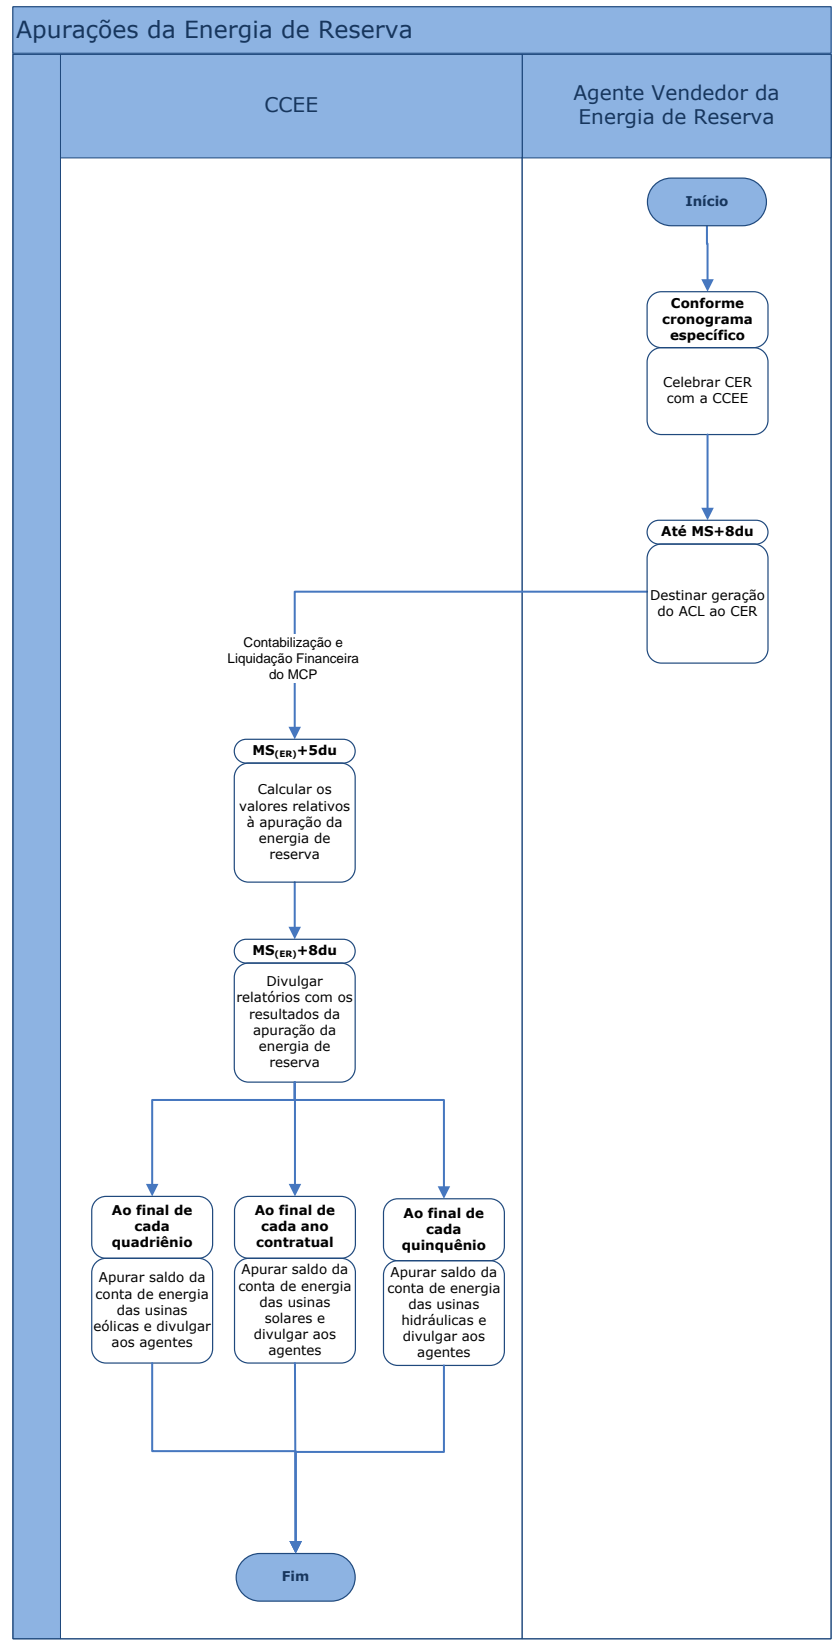 Apurações da Energia de Reserva
CCEE
Agente Vendedor da
Energia de Reserva
Início
Conforme
cronograma
específico
Celebrar CER
com a CCEE
Até MS+8du
Destinar geração
do ACL ao CER
Contabilização e
Liquidação Financeira
do MCP
MS(ER)+5du
Calcular os
valores relativos
à apuração da
energia de
reserva
MS(ER)+8du
Divulgar
relatórios com os
resultados da
apuração da
energia de
reserva
Ao final de
cada
quadriênio
Apurar saldo da
conta de energia
das usinas
eólicas e divulgar
aos agentes
Ao final de
cada ano
contratual
Apurar saldo da
conta de energia
das usinas
solares e
divulgar aos
agentes
Ao final de
cada
quinquênio
Apurar saldo da
conta de energia
das usinas
hidráulicas e
divulgar aos
agentes
Fim